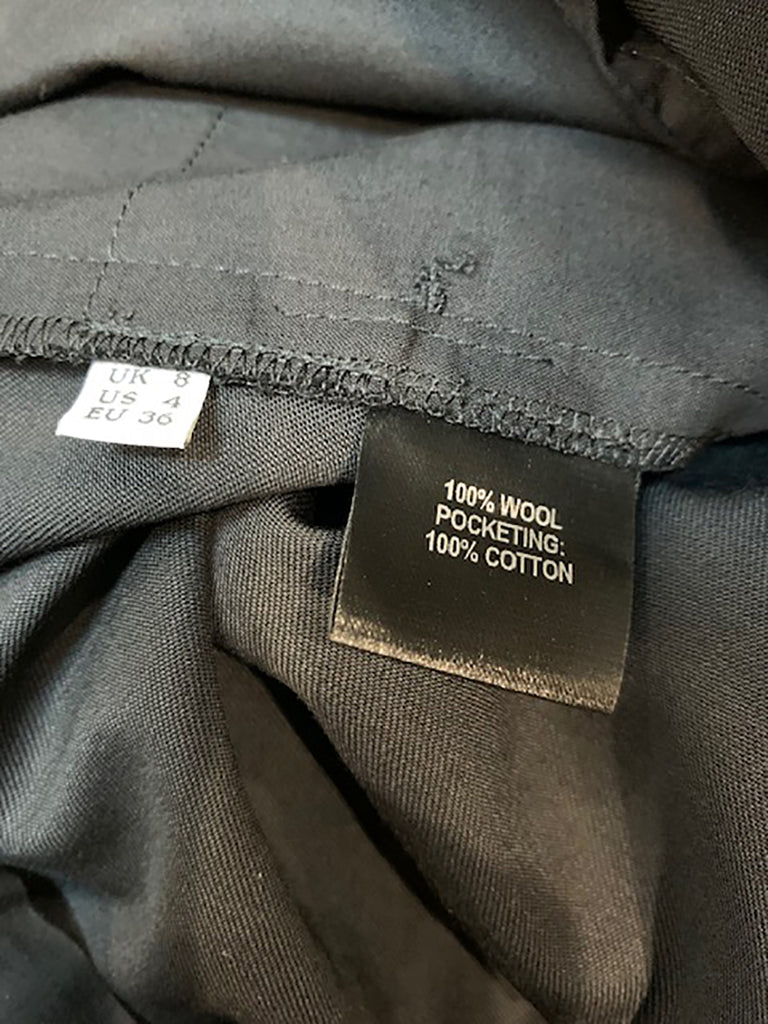 UK 8
US 4
EU 36
100% WOOL
POCKETING:
100% COTTON